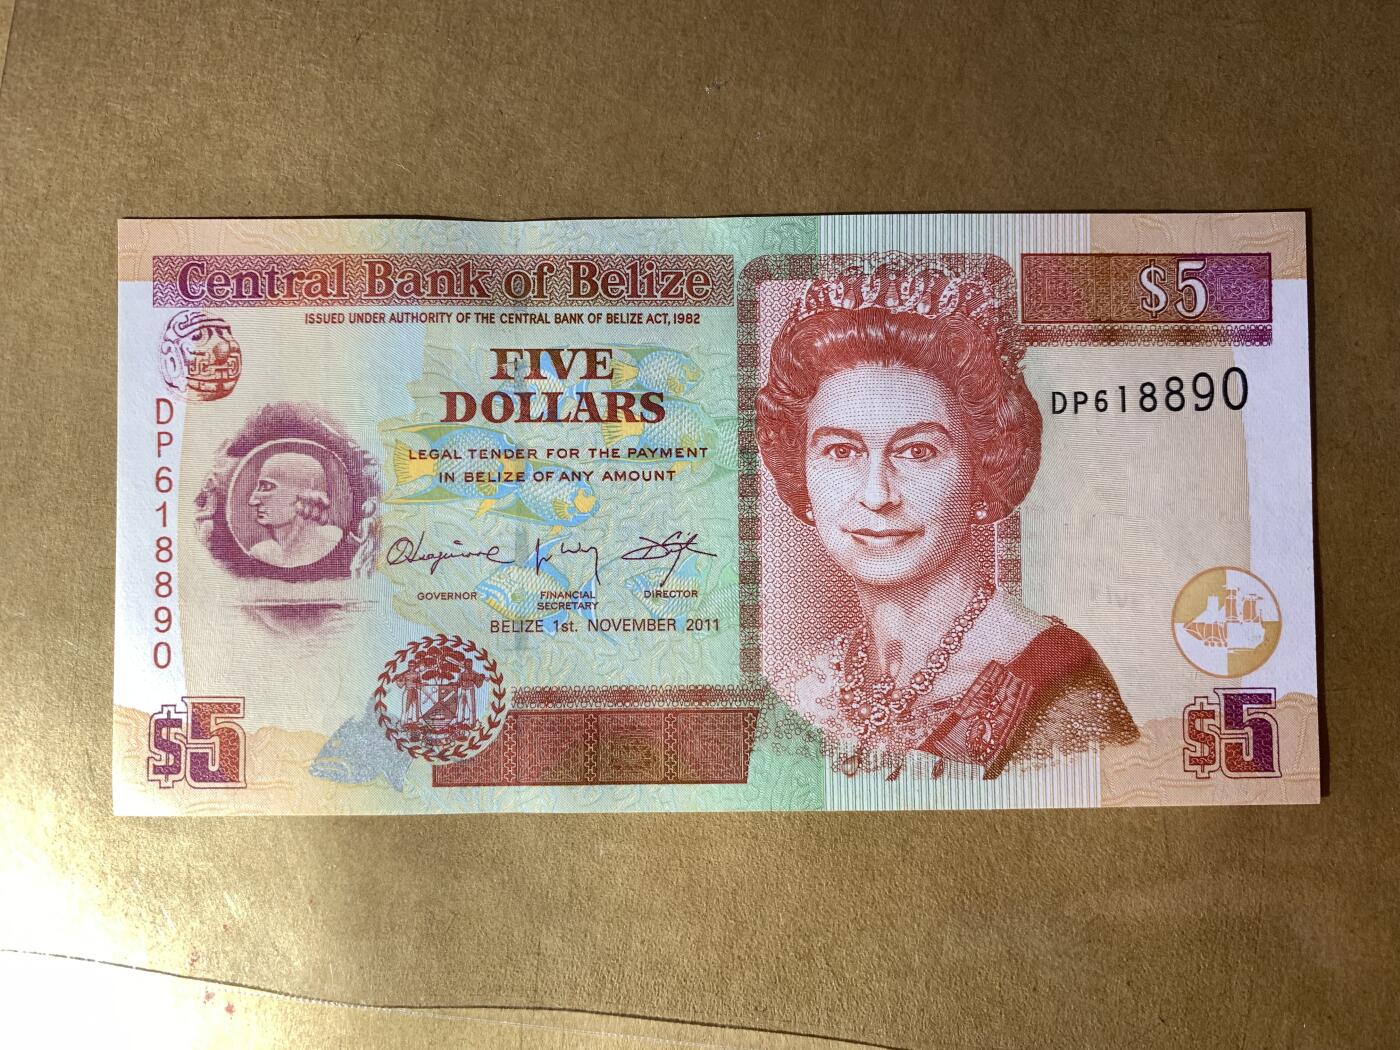 Central Bank of Belize
$5
ISSUED UNDER AUTHORITY OF THE CENTRAL BANK OF BELIZE ACT, 1982
FIVE
DOLLARS
LEGAL TENDER FOR THE PAYMENT
IN BELIZE OF ANY AMOUNT
DP618890
DP618890
GOVERNOR
FINANCIAL
SECRETARY
DIRECTOR
BELIZE 1st. NOVEMBER 2011
$5
$5